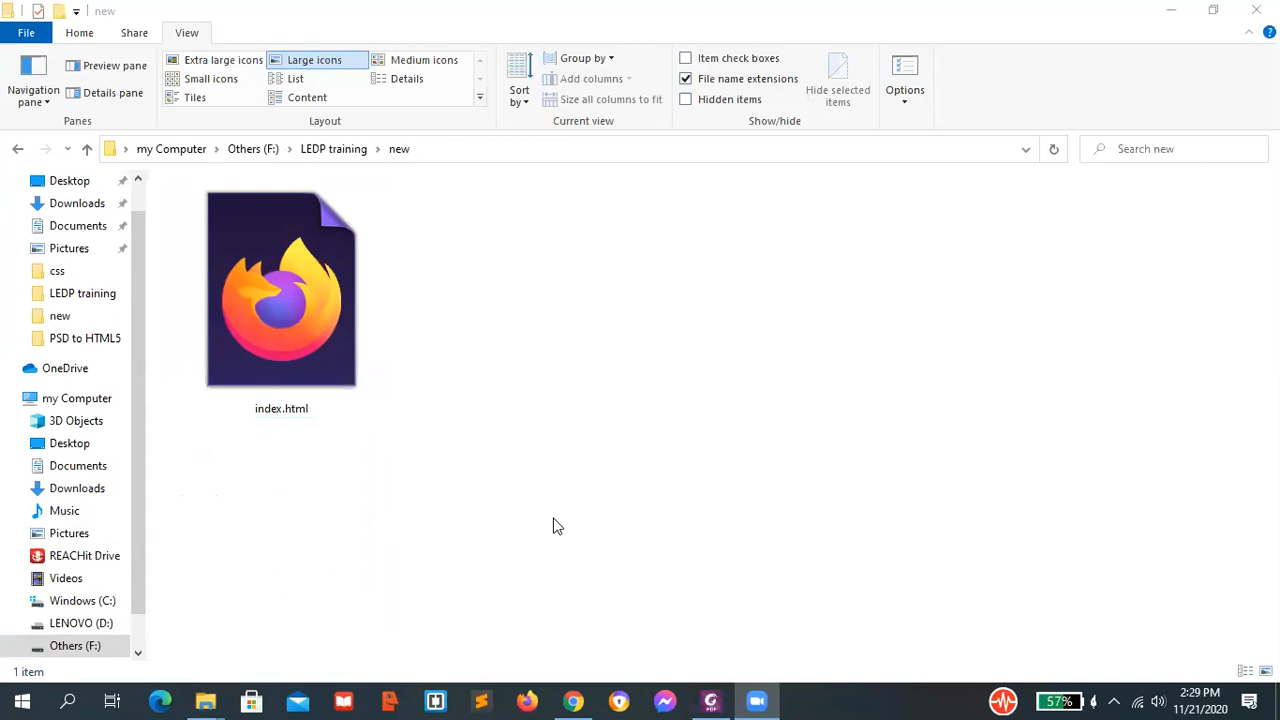 new
File Home Share View
Navigation pane
Preview pane
Details pane
Panes
Extra large icons Large icons Medium icons
Small icons List Details
Tiles Content
Layout
Sort by
Group by
Add columns
Size all columns to fit
Current view
Item check boxes
File name extensions
Hidden items
Hide selected items
Show/hide
Options
my Computer Others (F:) LEDP training new
Search new
Desktop
Downloads
Documents
Pictures
css
LEDP training
new
PSD to HTML5
OneDrive
my Computer
3D Objects
Desktop
Documents
Downloads
Music
Pictures
REACHit Drive
Videos
Windows (C:)
LENOVO (D:)
Others (F:)
index.html
1 item
57%
2:29 PM
11/21/2020